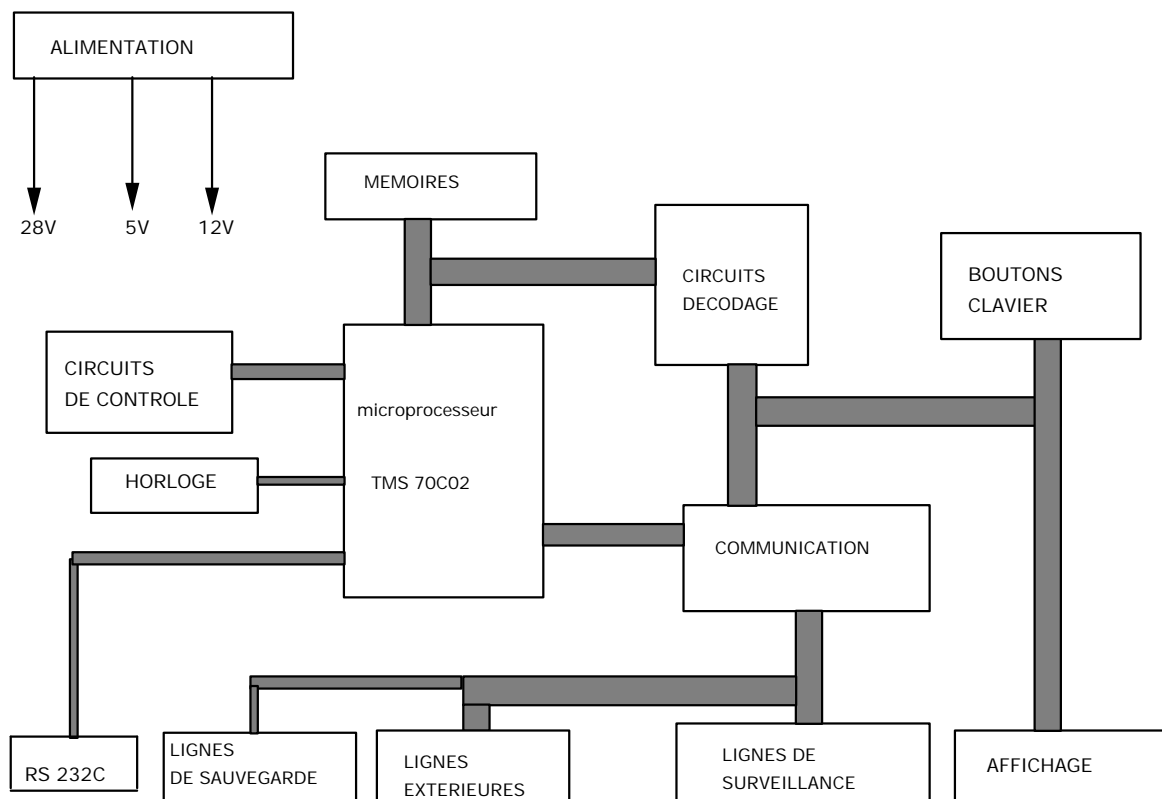 ALIMENTATION
28V
5V
12V
MEMOIRES
CIRCUITS
DECODAGE
BOUTONS
CLAVIER
CIRCUITS
DE CONTROLE
microprocesseur
TMS 70C02
HORLOGE
COMMUNICATION
RS 232C
LIGNES
DE SAUVEGARDE
LIGNES
EXTERIEURES
LIGNES DE
SURVEILLANCE
AFFICHAGE